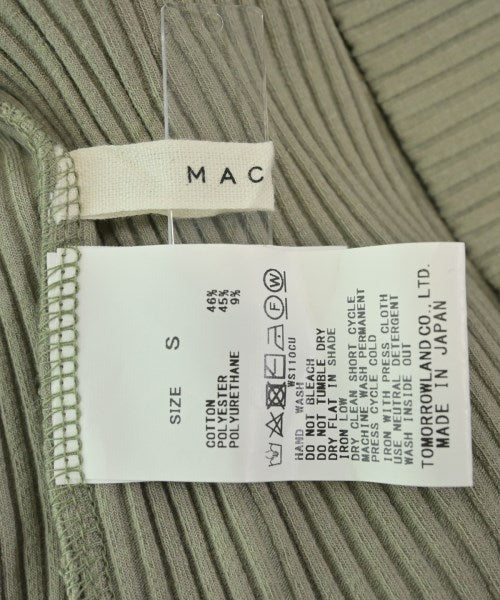 MAC
SIZE S
COTTON 46%
POLYESTER 45%
POLYURETHANE 9%
WS110CU
HAND WASH
DO NOT BLEACH
DO NOT TUMBLE DRY
DRY FLAT IN SHADE
IRON LOW
DRY CLEAN SHORT CYCLE
MACHINE WASH PERMANENT
PRESS CYCLE COLD
IRON WITH PRESS CLOTH
USE NEUTRAL DETERGENT
WASH INSIDE OUT
TOMORROWLAND CO., LTD.
MADE IN JAPAN